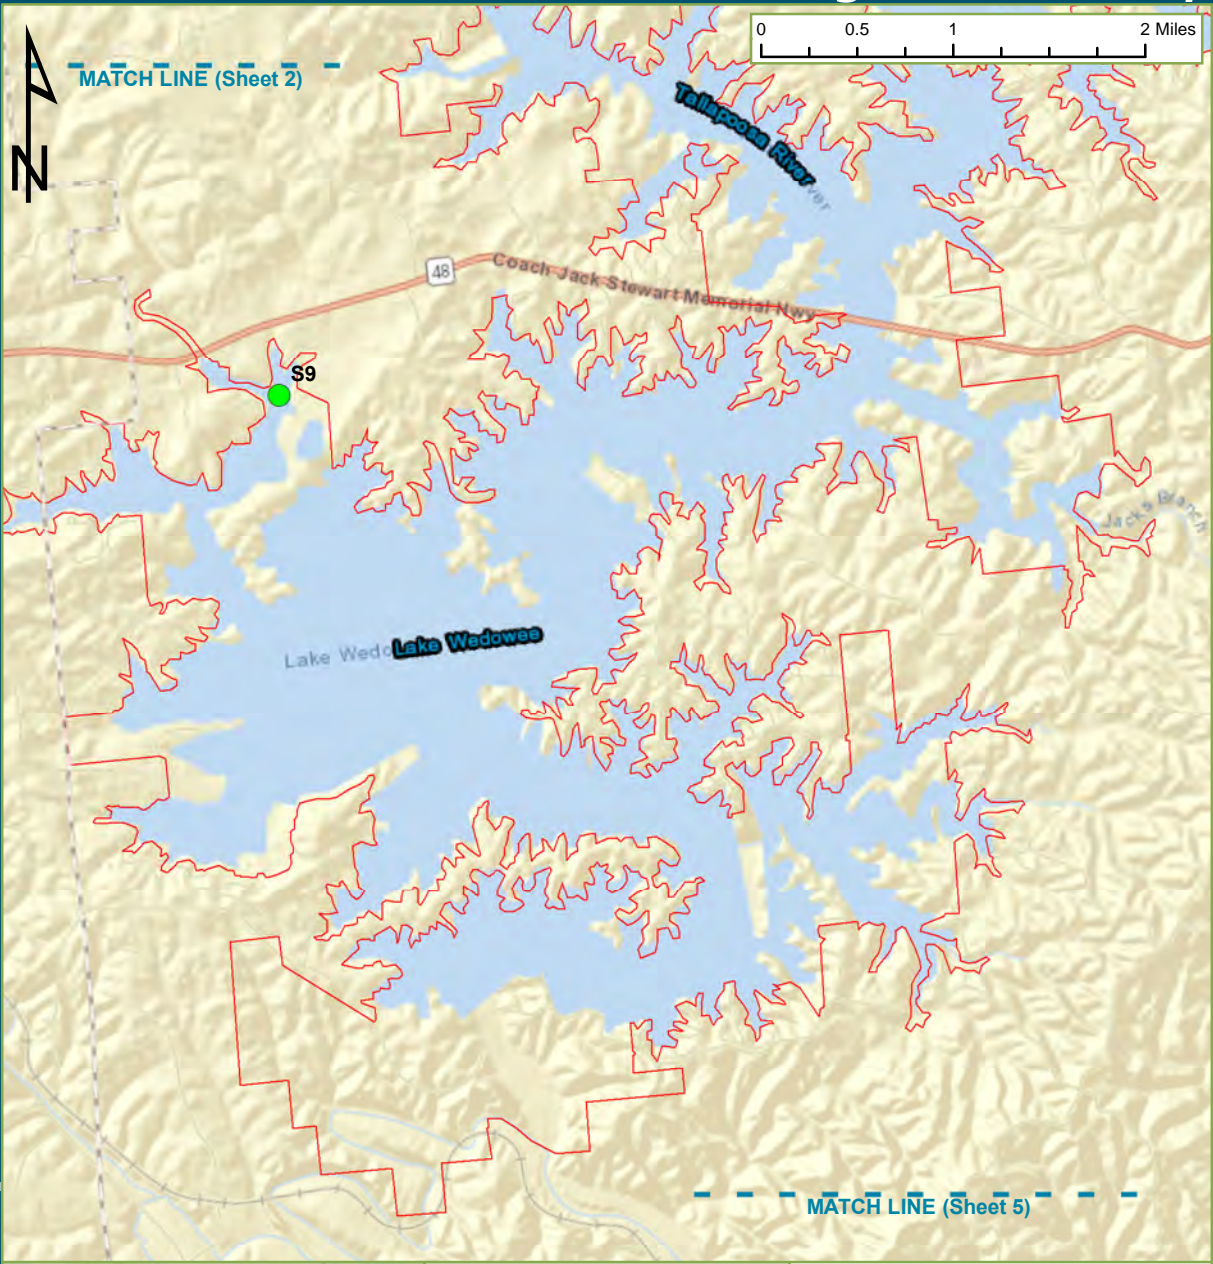 0 0.5 1 2 Miles
MATCH LINE (Sheet 2)
N
Tallapoosa River
ver
48
Coach Jack Stewart Memorial Hwy
S9
Jacks Branch
Lake Wedo
Lake Wedowee
MATCH LINE (Sheet 5)